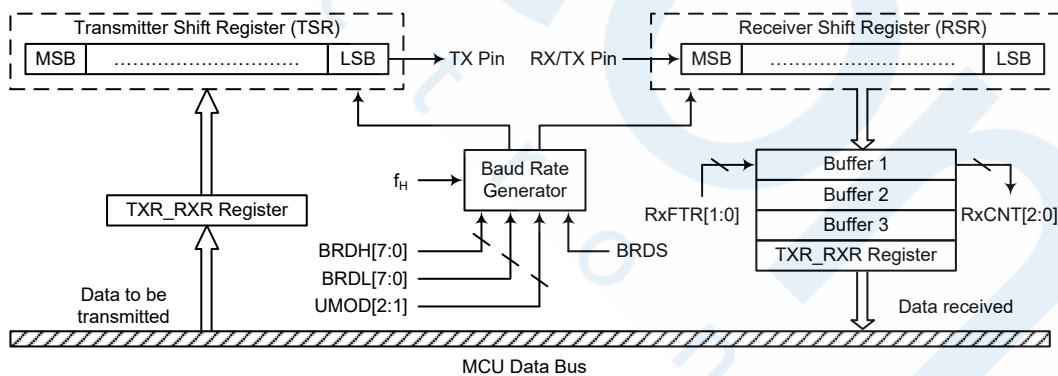 Transmitter Shift Register (TSR)
MSB ………………………… LSB
TX Pin
RX/TX Pin
Receiver Shift Register (RSR)
MSB ………………………… LSB
Baud Rate
Generator
fH
BRDH[7:0]
BRDL[7:0]
UMOD[2:1]
BRDS
TXR_RXR Register
Data to be
transmitted
Buffer 1
Buffer 2
Buffer 3
TXR_RXR Register
RxFTR[1:0]
RxCNT[2:0]
Data received
MCU Data Bus